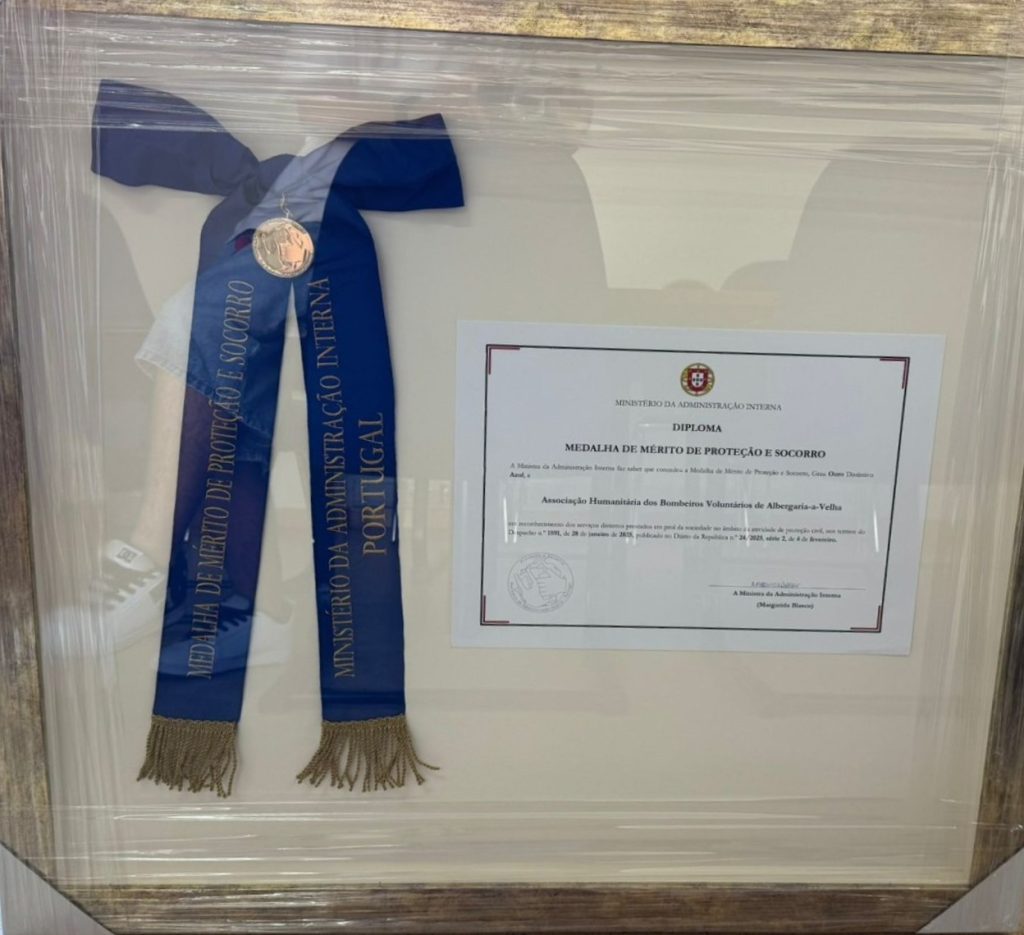 MEDALHA DE MÉRITO DE PROTEÇÃO E SOCORRO
MINISTÉRIO DA ADMINISTRAÇÃO INTERNA
PORTUGAL
MINISTÉRIO DA ADMINISTRAÇÃO INTERNA
DIPLOMA
MEDALHA DE MÉRITO DE PROTEÇÃO E SOCORRO
A Ministra da Administração Interna faz saber que concedeu a Medalha de Mérito de Proteção e Socorro, Grau Ouro Distintivo
Azul, a
Associação Humanitária dos Bombeiros Voluntários de Albergaria-a-Velha
em reconhecimento dos serviços distintos prestados em prol da sociedade no âmbito da atividade de proteção civil, nos termos do
Despacho n.º 1591, de 28 de janeiro de 2025, publicado no Diário da República n.º 24/2025, série 2, de 4 de fevereiro.
A Ministra da Administração Interna
(Margarida Blasco)